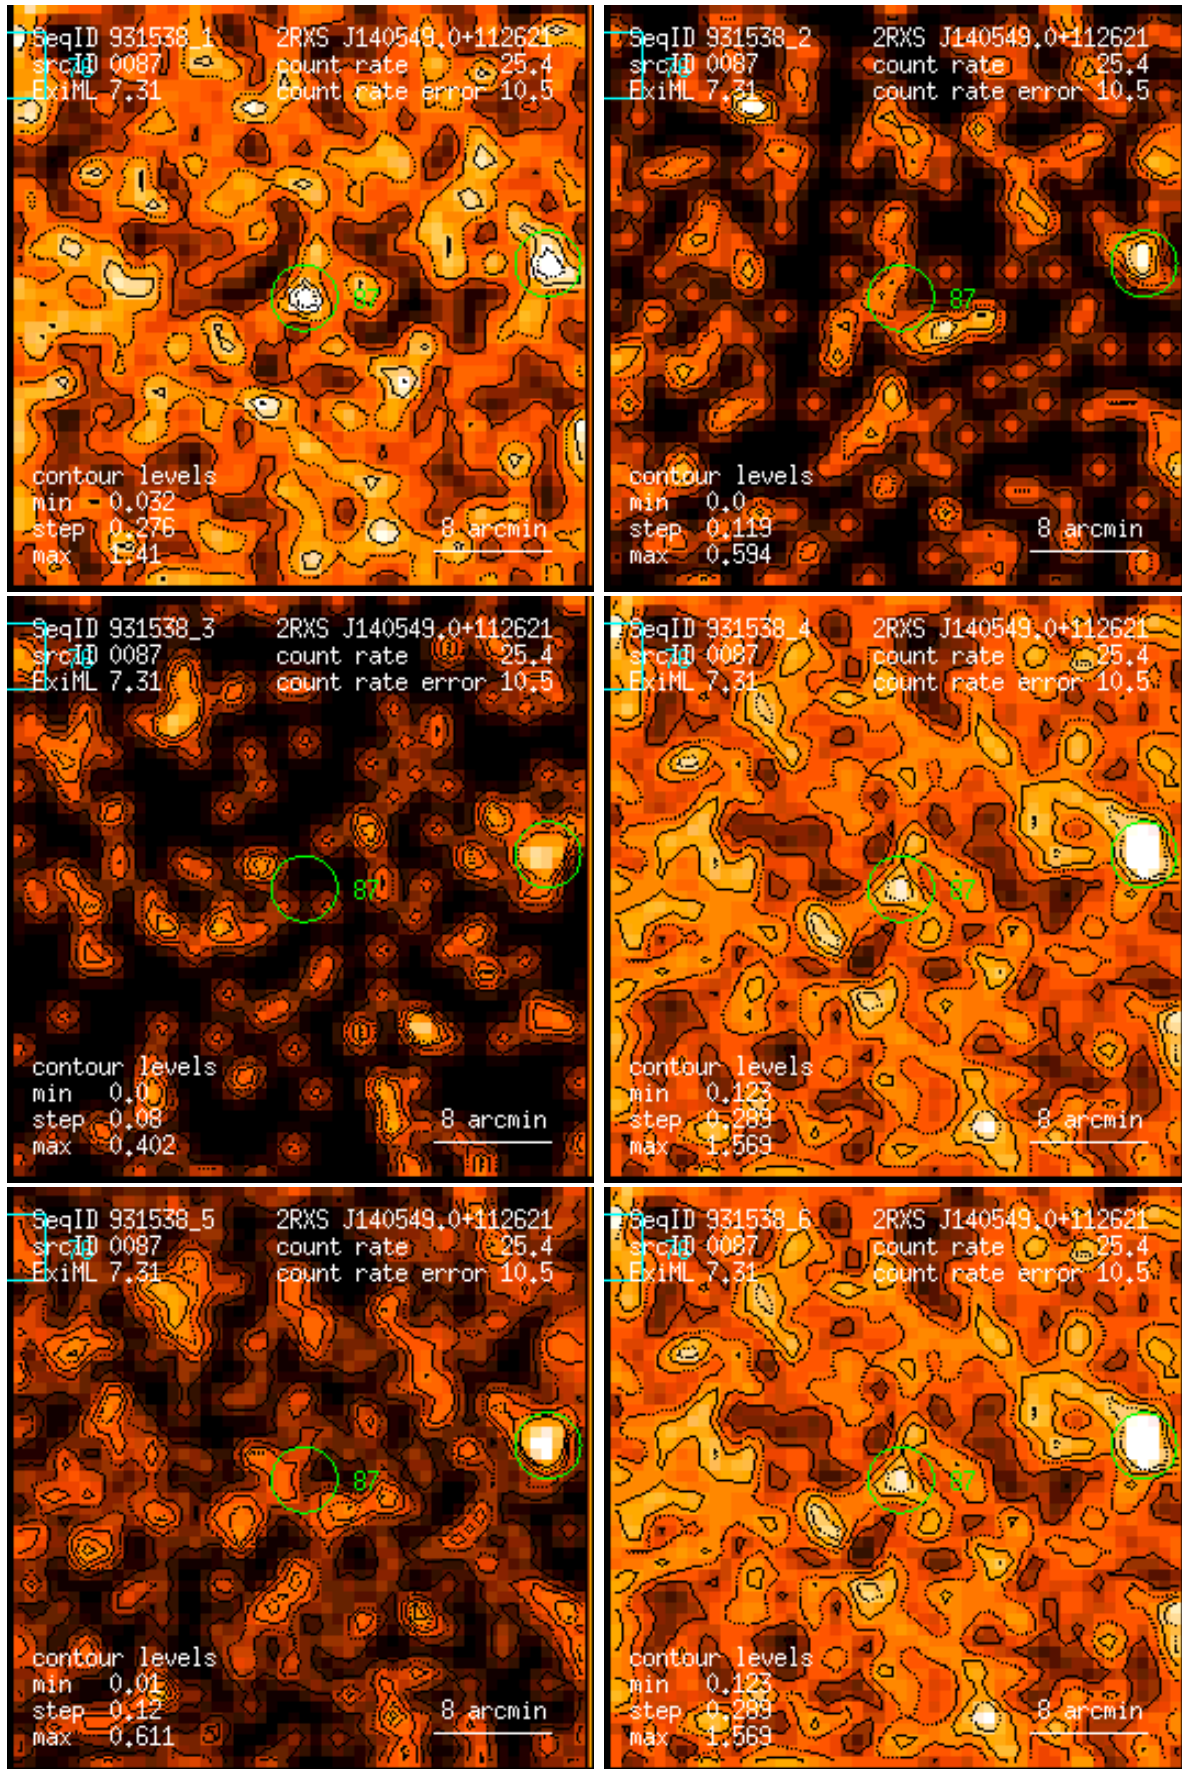 SeqID 931538_1 2RXS J140549.0+112621
srcID 0087 count rate 25.4
ExiML 7.31 count rate error 10.5
76
87
contour levels
min 0.032
step 0.276
max 1.41
8 arcmin
SeqID 931538_2 2RXS J140549.0+112621
srcID 0087 count rate 25.4
ExiML 7.31 count rate error 10.5
76
87
contour levels
min 0.0
step 0.119
max 0.594
8 arcmin
SeqID 931538_3 2RXS J140549.0+112621
srcID 0087 count rate 25.4
ExiML 7.31 count rate error 10.5
76
87
contour levels
min 0.0
step 0.08
max 0.402
8 arcmin
SeqID 931538_4 2RXS J140549.0+112621
srcID 0087 count rate 25.4
ExiML 7.31 count rate error 10.5
76
87
contour levels
min 0.123
step 0.289
max 1.569
8 arcmin
SeqID 931538_5 2RXS J140549.0+112621
srcID 0087 count rate 25.4
ExiML 7.31 count rate error 10.5
76
87
contour levels
min 0.01
step 0.12
max 0.611
8 arcmin
SeqID 931538_6 2RXS J140549.0+112621
srcID 0087 count rate 25.4
ExiML 7.31 count rate error 10.5
76
87
contour levels
min 0.123
step 0.289
max 1.569
8 arcmin